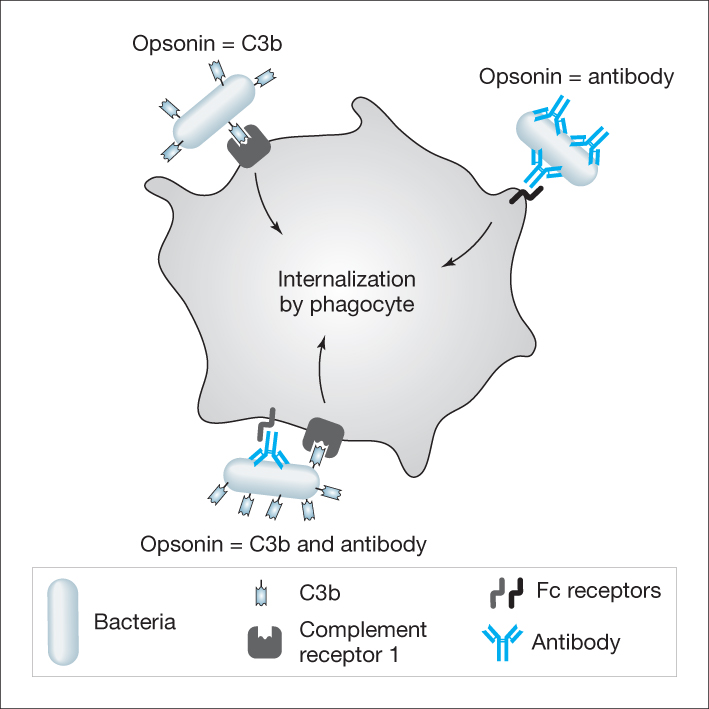 Opsonin = C3b
Opsonin = antibody
Internalization
by phagocyte
Opsonin = C3b and antibody
Bacteria
C3b
Complement
receptor 1
Fc receptors
Antibody